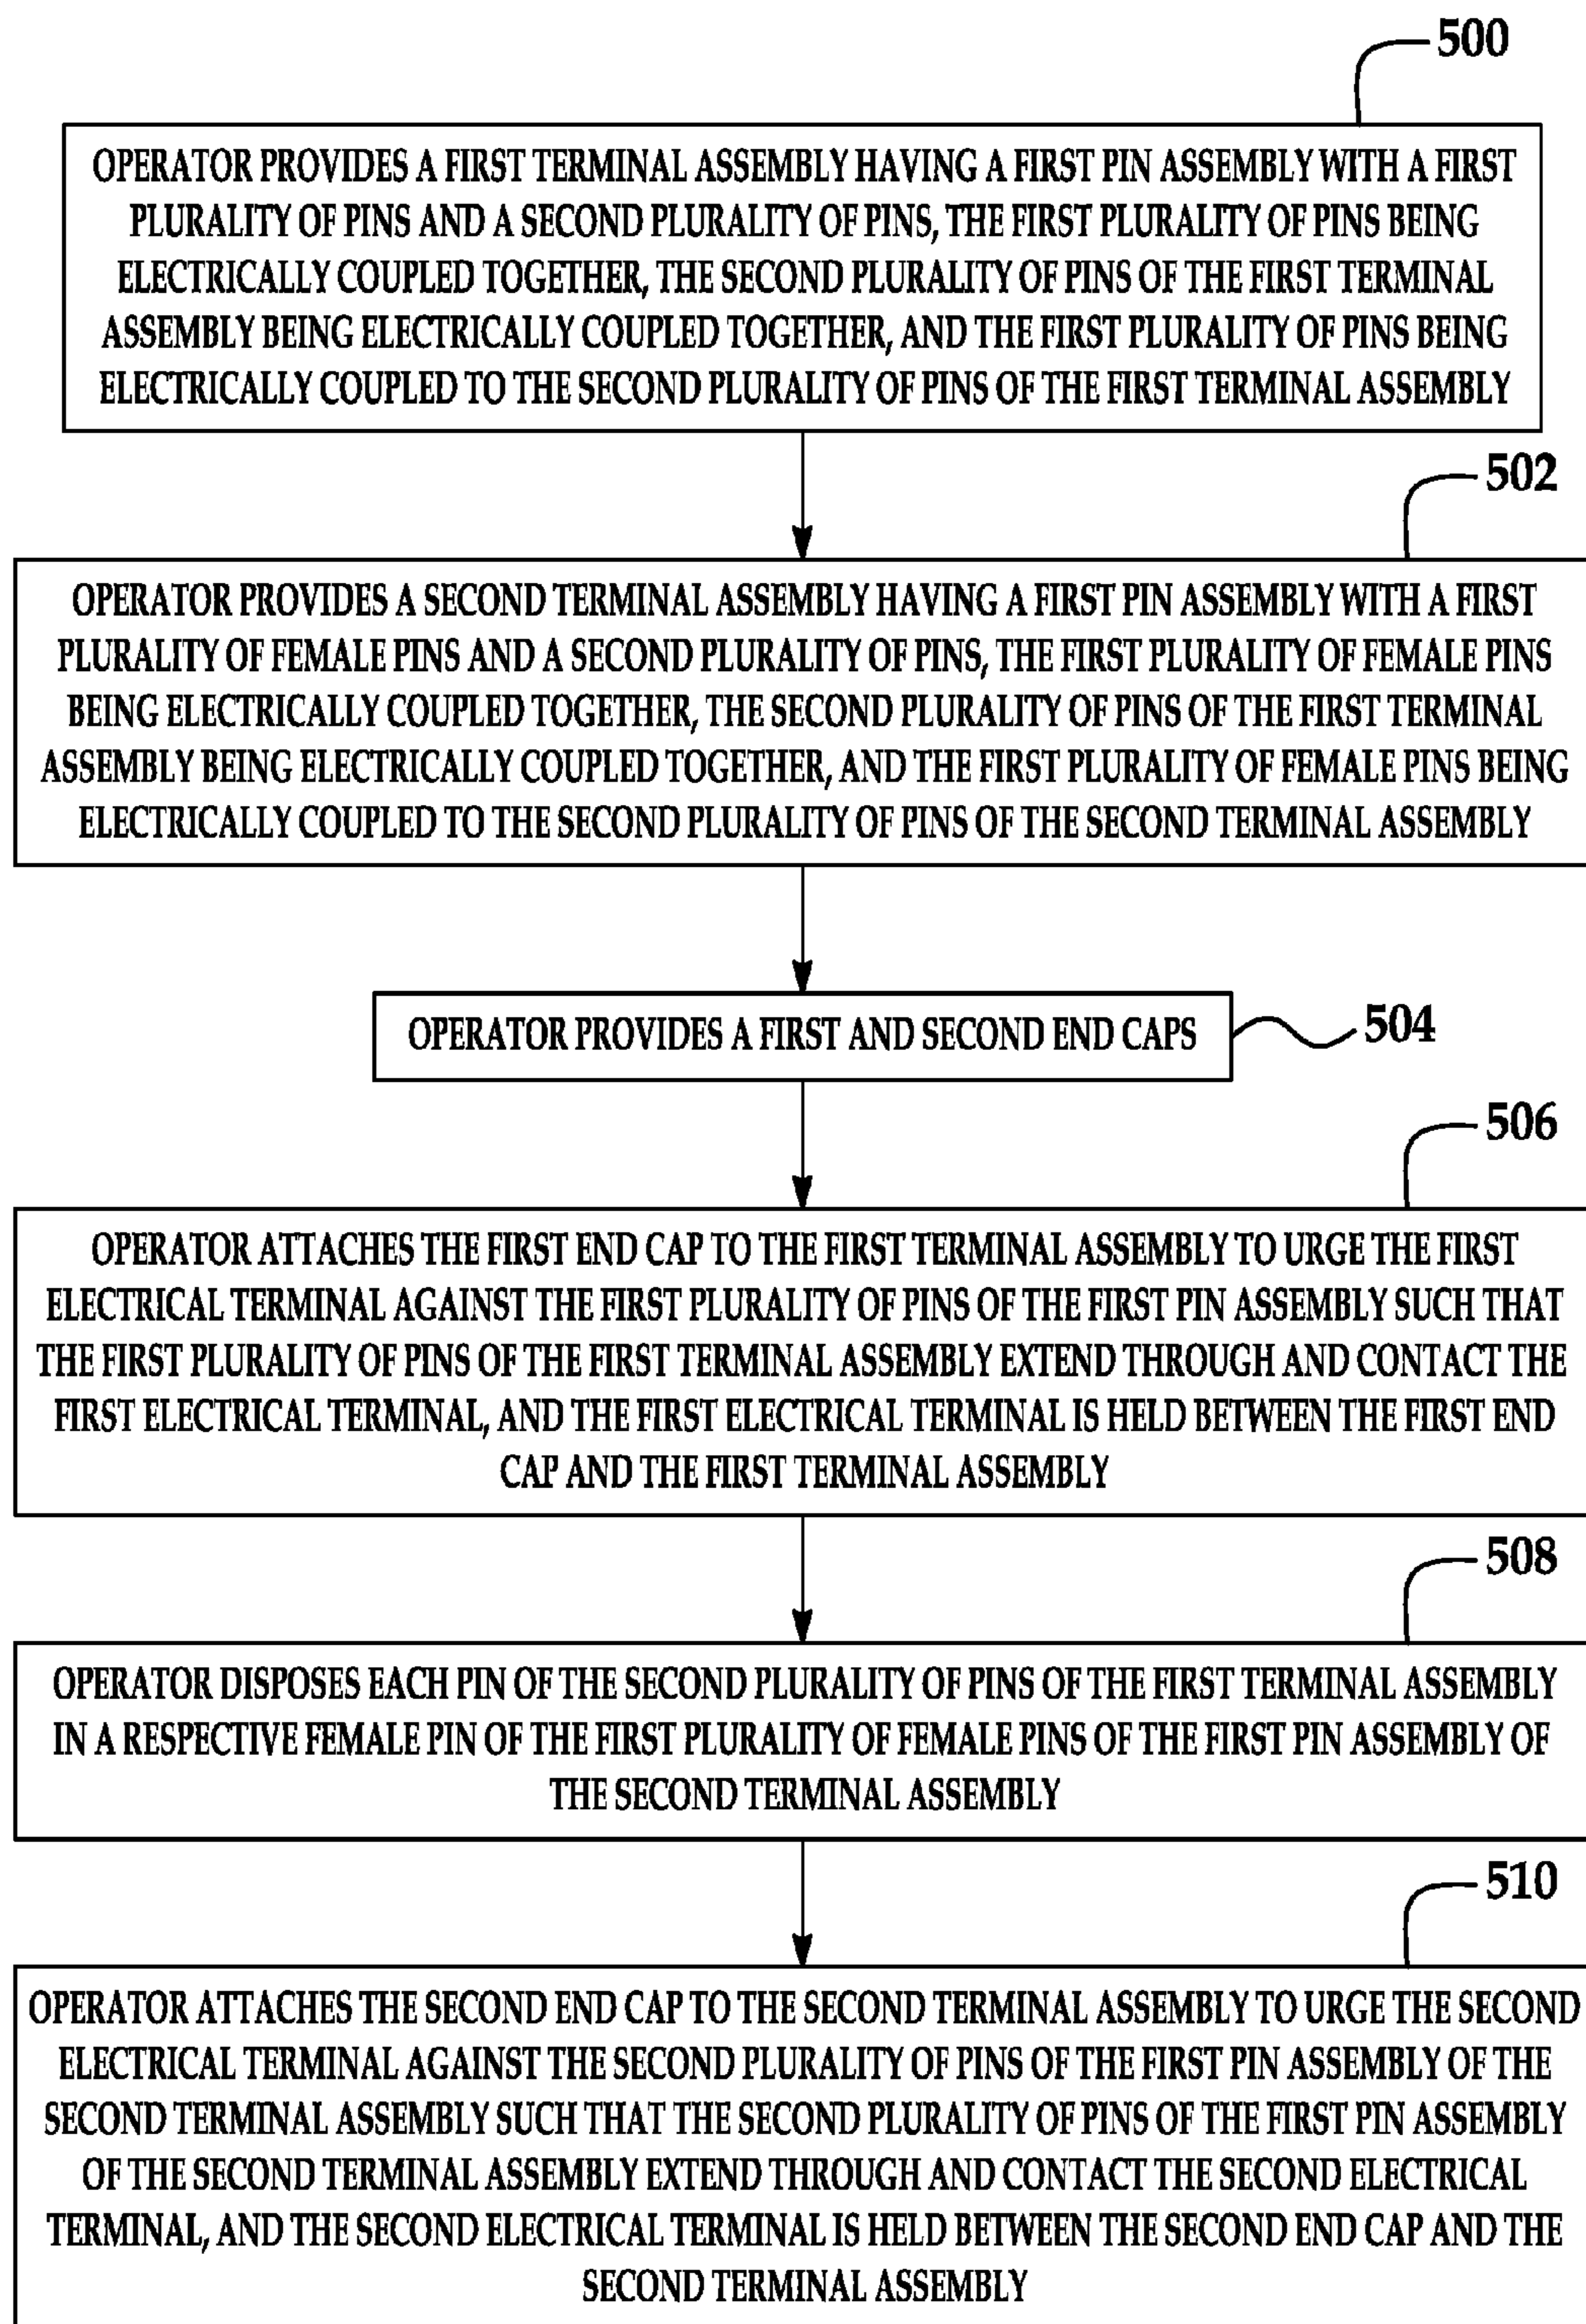 500
OPERATOR PROVIDES A FIRST TERMINAL ASSEMBLY HAVING A FIRST PIN ASSEMBLY WITH A FIRST
PLURALITY OF PINS AND A SECOND PLURALITY OF PINS, THE FIRST PLURALITY OF PINS BEING
ELECTRICALLY COUPLED TOGETHER, THE SECOND PLURALITY OF PINS OF THE FIRST TERMINAL
ASSEMBLY BEING ELECTRICALLY COUPLED TOGETHER, AND THE FIRST PLURALITY OF PINS BEING
ELECTRICALLY COUPLED TO THE SECOND PLURALITY OF PINS OF THE FIRST TERMINAL ASSEMBLY
502
OPERATOR PROVIDES A SECOND TERMINAL ASSEMBLY HAVING A FIRST PIN ASSEMBLY WITH A FIRST
PLURALITY OF FEMALE PINS AND A SECOND PLURALITY OF PINS, THE FIRST PLURALITY OF FEMALE PINS
BEING ELECTRICALLY COUPLED TOGETHER, THE SECOND PLURALITY OF PINS OF THE FIRST TERMINAL
ASSEMBLY BEING ELECTRICALLY COUPLED TOGETHER, AND THE FIRST PLURALITY OF FEMALE PINS BEING
ELECTRICALLY COUPLED TO THE SECOND PLURALITY OF PINS OF THE SECOND TERMINAL ASSEMBLY
OPERATOR PROVIDES A FIRST AND SECOND END CAPS
504
506
OPERATOR ATTACHES THE FIRST END CAP TO THE FIRST TERMINAL ASSEMBLY TO URGE THE FIRST
ELECTRICAL TERMINAL AGAINST THE FIRST PLURALITY OF PINS OF THE FIRST PIN ASSEMBLY SUCH THAT
THE FIRST PLURALITY OF PINS OF THE FIRST TERMINAL ASSEMBLY EXTEND THROUGH AND CONTACT THE
FIRST ELECTRICAL TERMINAL, AND THE FIRST ELECTRICAL TERMINAL IS HELD BETWEEN THE FIRST END
CAP AND THE FIRST TERMINAL ASSEMBLY
508
OPERATOR DISPOSES EACH PIN OF THE SECOND PLURALITY OF PINS OF THE FIRST TERMINAL ASSEMBLY
IN A RESPECTIVE FEMALE PIN OF THE FIRST PLURALITY OF FEMALE PINS OF THE FIRST PIN ASSEMBLY OF
THE SECOND TERMINAL ASSEMBLY
510
OPERATOR ATTACHES THE SECOND END CAP TO THE SECOND TERMINAL ASSEMBLY TO URGE THE SECOND
ELECTRICAL TERMINAL AGAINST THE SECOND PLURALITY OF PINS OF THE FIRST PIN ASSEMBLY OF THE
SECOND TERMINAL ASSEMBLY SUCH THAT THE SECOND PLURALITY OF PINS OF THE FIRST PIN ASSEMBLY
OF THE SECOND TERMINAL ASSEMBLY EXTEND THROUGH AND CONTACT THE SECOND ELECTRICAL
TERMINAL, AND THE SECOND ELECTRICAL TERMINAL IS HELD BETWEEN THE SECOND END CAP AND THE
SECOND TERMINAL ASSEMBLY